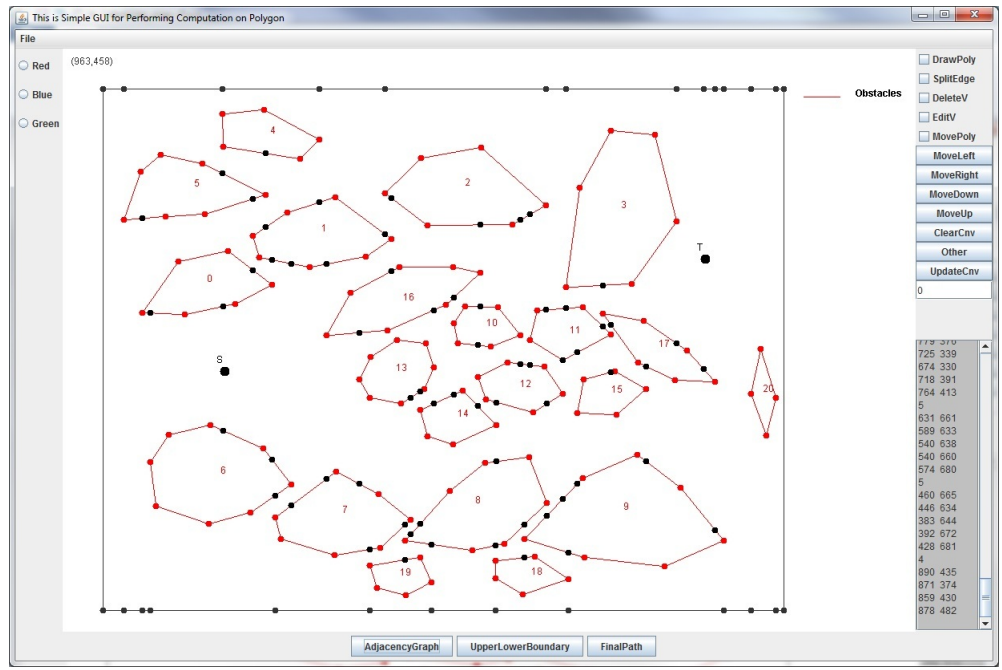 This is Simple GUI for Performing Computation on Polygon
File
Red
Blue
Green
(963,458)
Obstacles
DrawPoly
SplitEdge
DeleteV
EditV
MovePoly
MoveLeft
MoveRight
MoveDown
MoveUp
ClearCnv
Other
UpdateCnv
0
4
5
2
3
1
T
0
16
10
11
17
S
13
12
15
20
14
6
7
8
9
19
18
779 370
725 339
674 330
718 391
764 413
5
631 661
589 633
540 638
540 660
574 680
5
460 665
446 634
383 644
392 672
428 681
4
890 435
871 374
859 430
878 482
AdjacencyGraph
UpperLowerBoundary
FinalPath